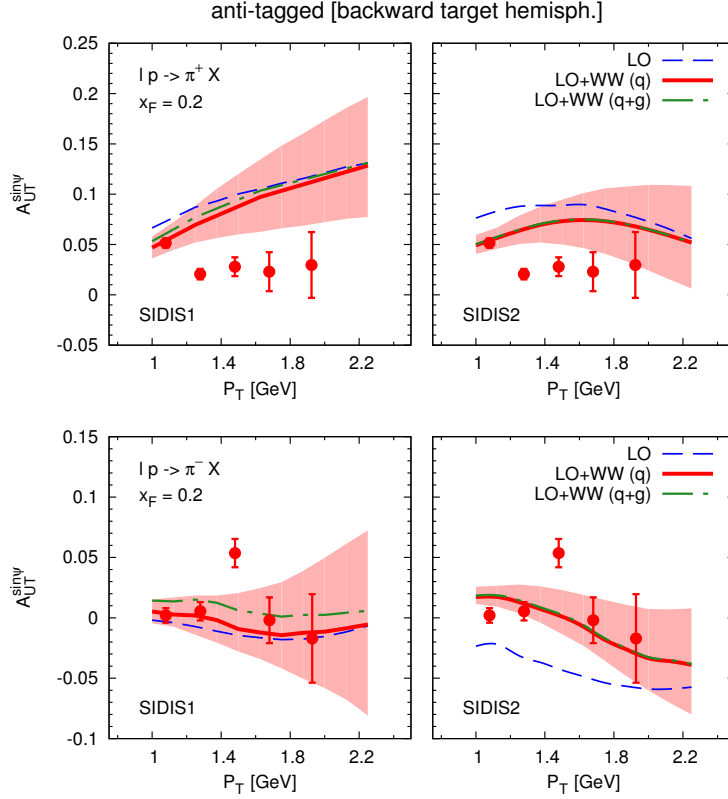 anti-tagged [backward target hemisph.]
0.25
0.2
0.15
0.1
0.05
0
-0.05
A_UT^sinψ
l p -> π⁺ X
x_F = 0.2
SIDIS1
1 1.4 1.8 2.2
P_T [GeV]
LO
LO+WW (q)
LO+WW (q+g)
SIDIS2
1 1.4 1.8 2.2
P_T [GeV]
0.15
0.1
0.05
0
-0.05
-0.1
A_UT^sinψ
l p -> π⁻ X
x_F = 0.2
SIDIS1
1 1.4 1.8 2.2
P_T [GeV]
LO
LO+WW (q)
LO+WW (q+g)
SIDIS2
1 1.4 1.8 2.2
P_T [GeV]